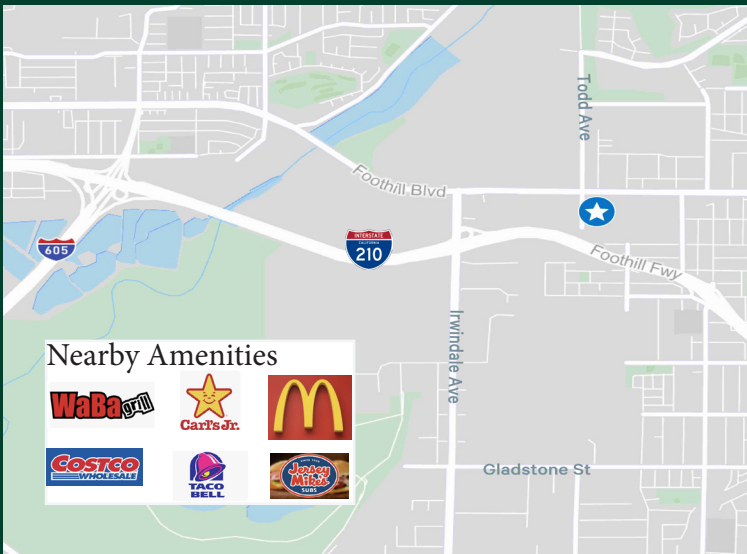 Todd Ave
Foothill Blvd
605
INTERSTATE
CALIFORNIA
210
Foothill Fwy
Irwindale Ave
Nearby Amenities
WaBa grill
Carl's Jr.
COSTCO
WHOLESALE
TACO
BELL
Jersey
Mike's
SUBS
Gladstone St